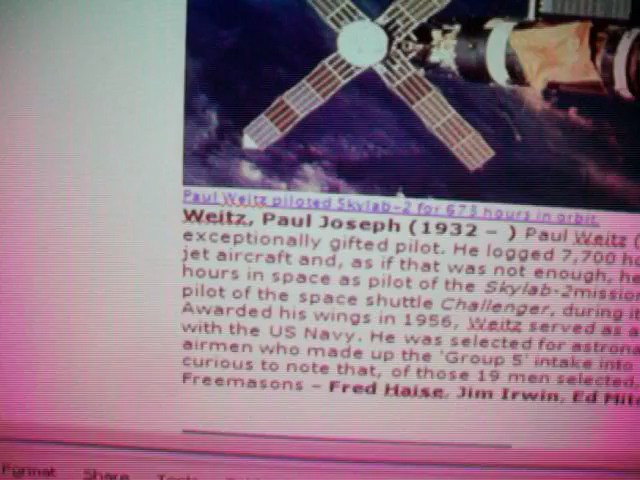 Paul Weitz piloted Skylab-2 for 673 hours in orbit.
Weitz, Paul Joseph (1932 – ) Paul Weitz (
exceptionally gifted pilot. He logged 7,700 ho
jet aircraft and, as if that was not enough, he
hours in space as pilot of the Skylab-2missio
pilot of the space shuttle Challenger, during it
Awarded his wings in 1956, Weitz served as a
with the US Navy. He was selected for astrona
airmen who made up the 'Group 5' intake into
curious to note that, of those 19 men selected,
Freemasons – Fred Haise, Jim Irwin, Ed Mitc
Format Share Tools